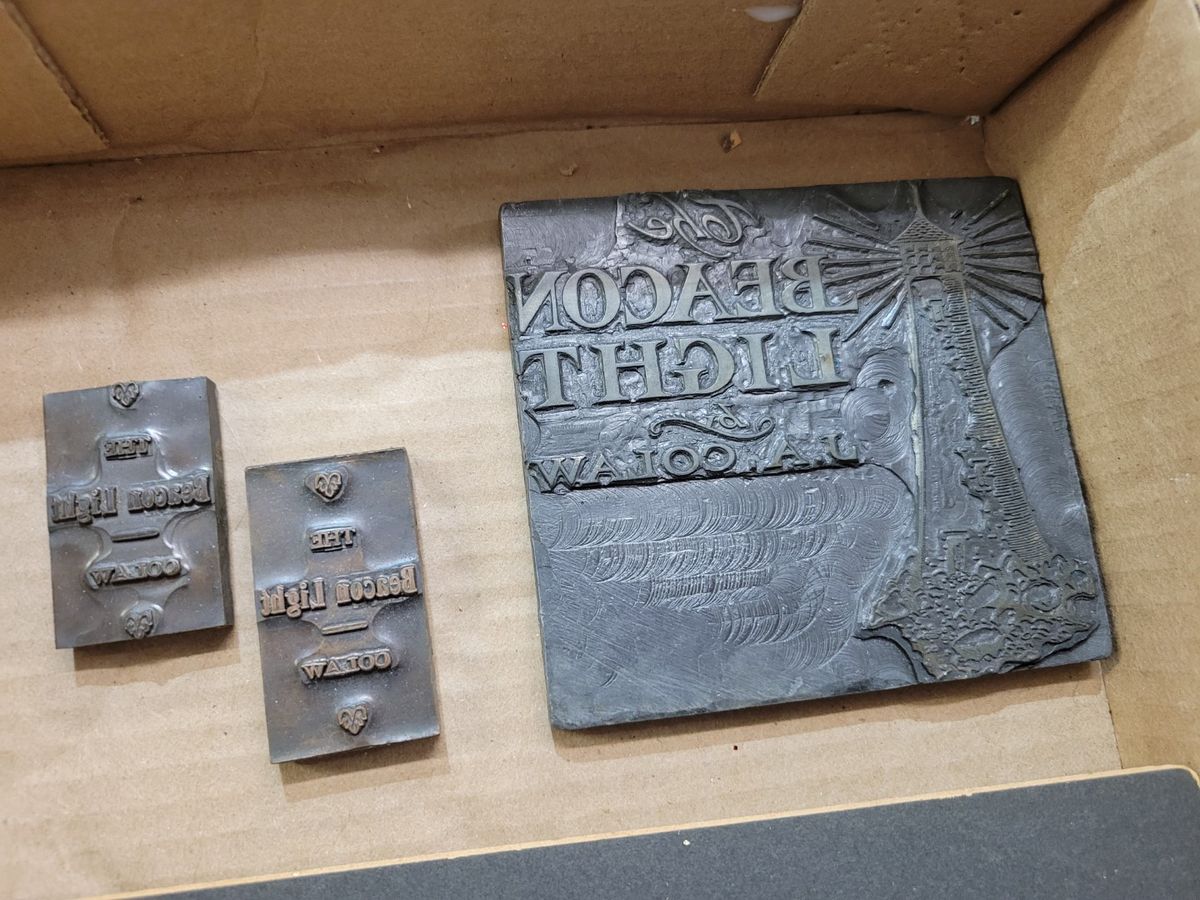 THE
Beacon Light
COLAW
THE
Beacon Light
COLAW
The
BEACON
LIGHT
by
J.A. COLAW